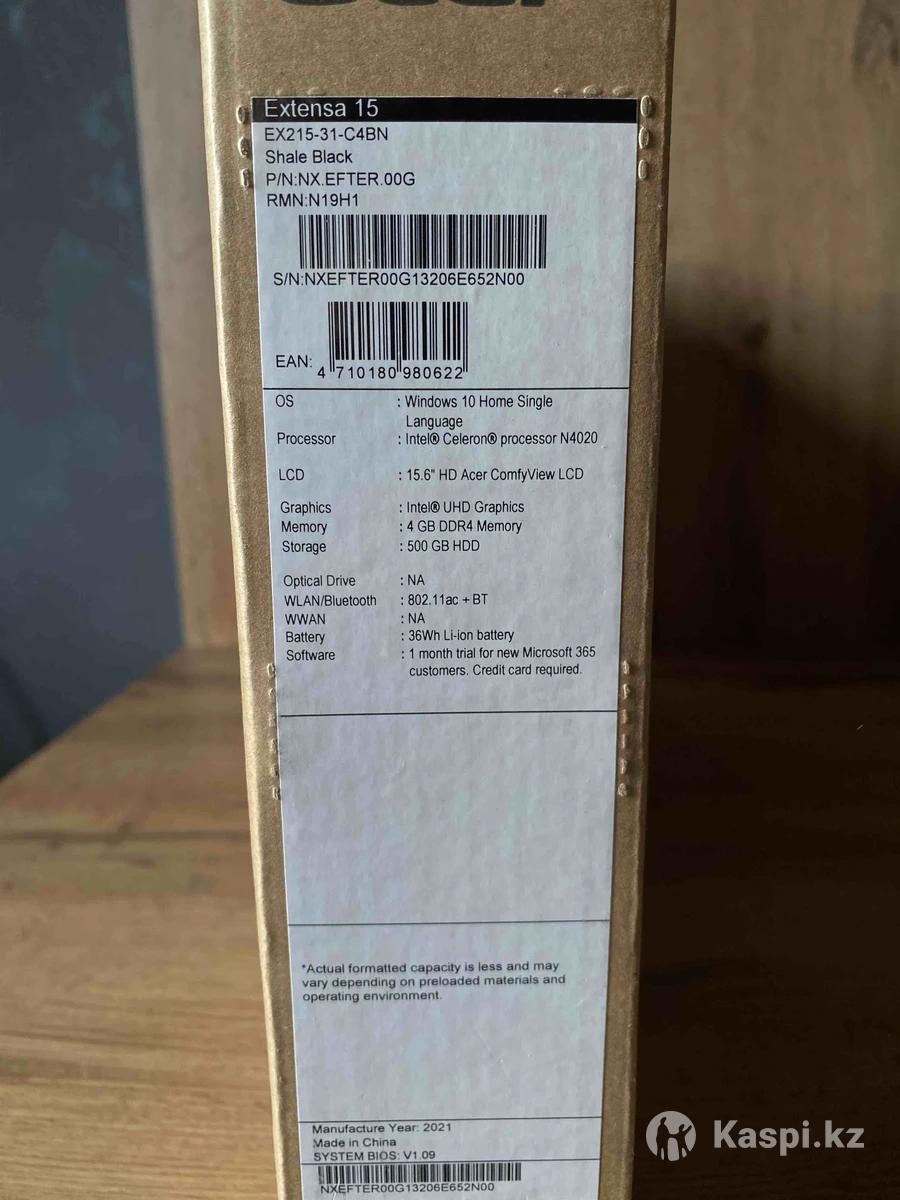 Extensa 15
EX215-31-C4BN
Shale Black
P/N:NX.EFTER.00G
RMN:N19H1
S/N:NXEFTER00G13206E652N00
EAN: 4 710180 980622
OS : Windows 10 Home Single
Language
Processor : Intel® Celeron® processor N4020
LCD : 15.6" HD Acer ComfyView LCD
Graphics : Intel® UHD Graphics
Memory : 4 GB DDR4 Memory
Storage : 500 GB HDD
Optical Drive : NA
WLAN/Bluetooth : 802.11ac + BT
WWAN : NA
Battery : 36Wh Li-ion battery
Software : 1 month trial for new Microsoft 365
customers. Credit card required.
*Actual formatted capacity is less and may
vary depending on preloaded materials and
operating environment.
Manufacture Year: 2021
Made in China
SYSTEM BIOS: V1.09
NXEFTER00G13206E652N00
Kaspi.kz